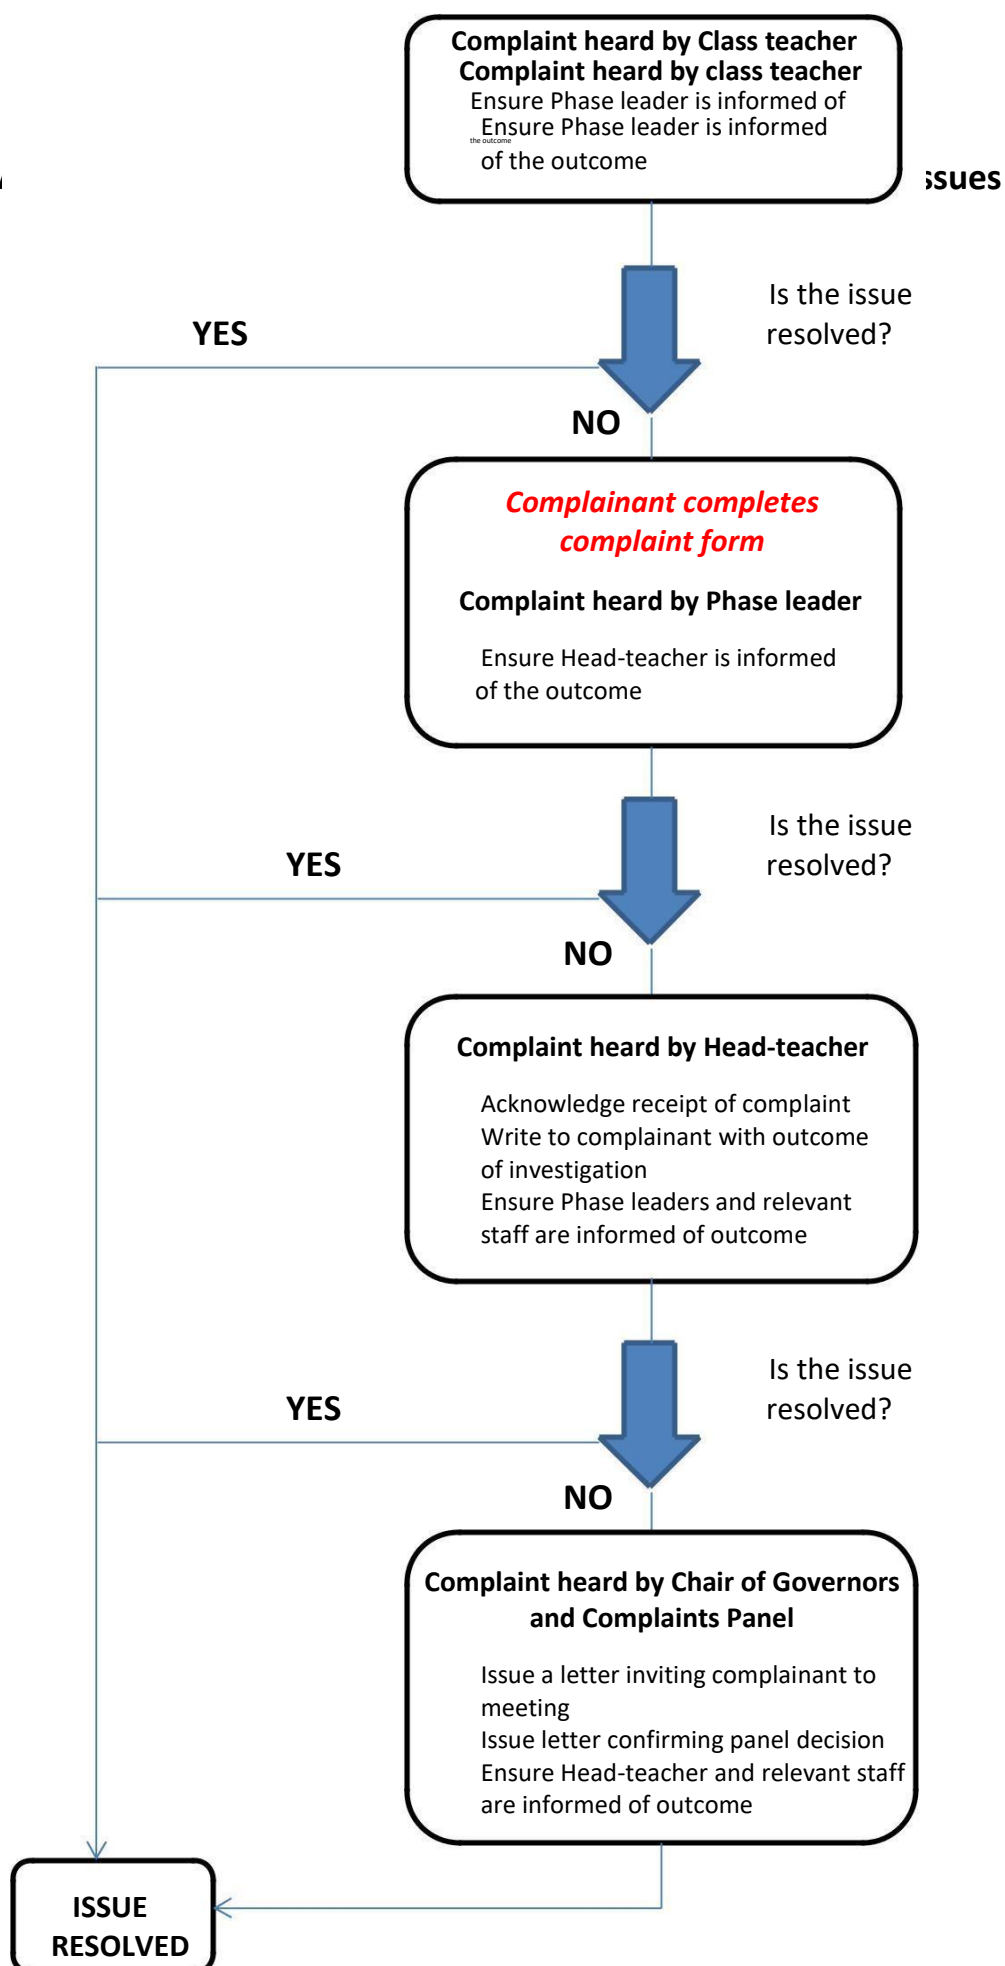 Complaint heard by Class teacher
Complaint heard by class teacher
Ensure Phase leader is informed of
Ensure Phase leader is informed
the outcome
of the outcome
ssues
Is the issue
resolved?
YES
NO
Complainant completes
complaint form
Complaint heard by Phase leader
Ensure Head-teacher is informed
of the outcome
Is the issue
resolved?
YES
NO
Complaint heard by Head-teacher
Acknowledge receipt of complaint
Write to complainant with outcome
of investigation
Ensure Phase leaders and relevant
staff are informed of outcome
Is the issue
resolved?
YES
NO
Complaint heard by Chair of Governors
and Complaints Panel
Issue a letter inviting complainant to
meeting
Issue letter confirming panel decision
Ensure Head-teacher and relevant staff
are informed of outcome
ISSUE
RESOLVED